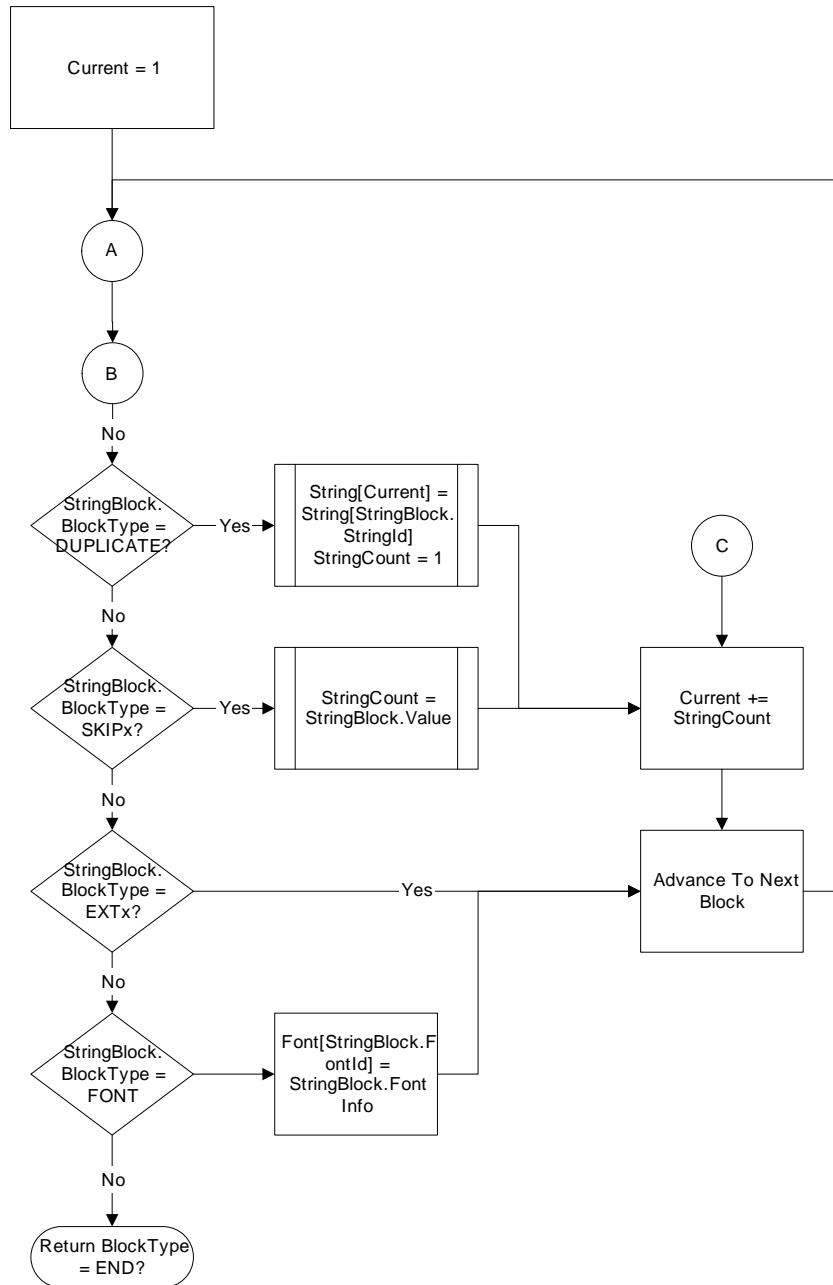 Current = 1
A
B
No
StringBlock.
BlockType =
DUPLICATE?
Yes
String[Current] =
String[StringBlock.
StringId]
StringCount = 1
C
No
StringBlock.
BlockType =
SKIPx?
Yes
StringCount =
StringBlock.Value
Current +=
StringCount
No
StringBlock.
BlockType =
EXTx?
Yes
Advance To Next
Block
No
StringBlock.
BlockType =
FONT
Font[StringBlock.F
ontId] =
StringBlock.Font
Info
No
Return BlockType
= END?